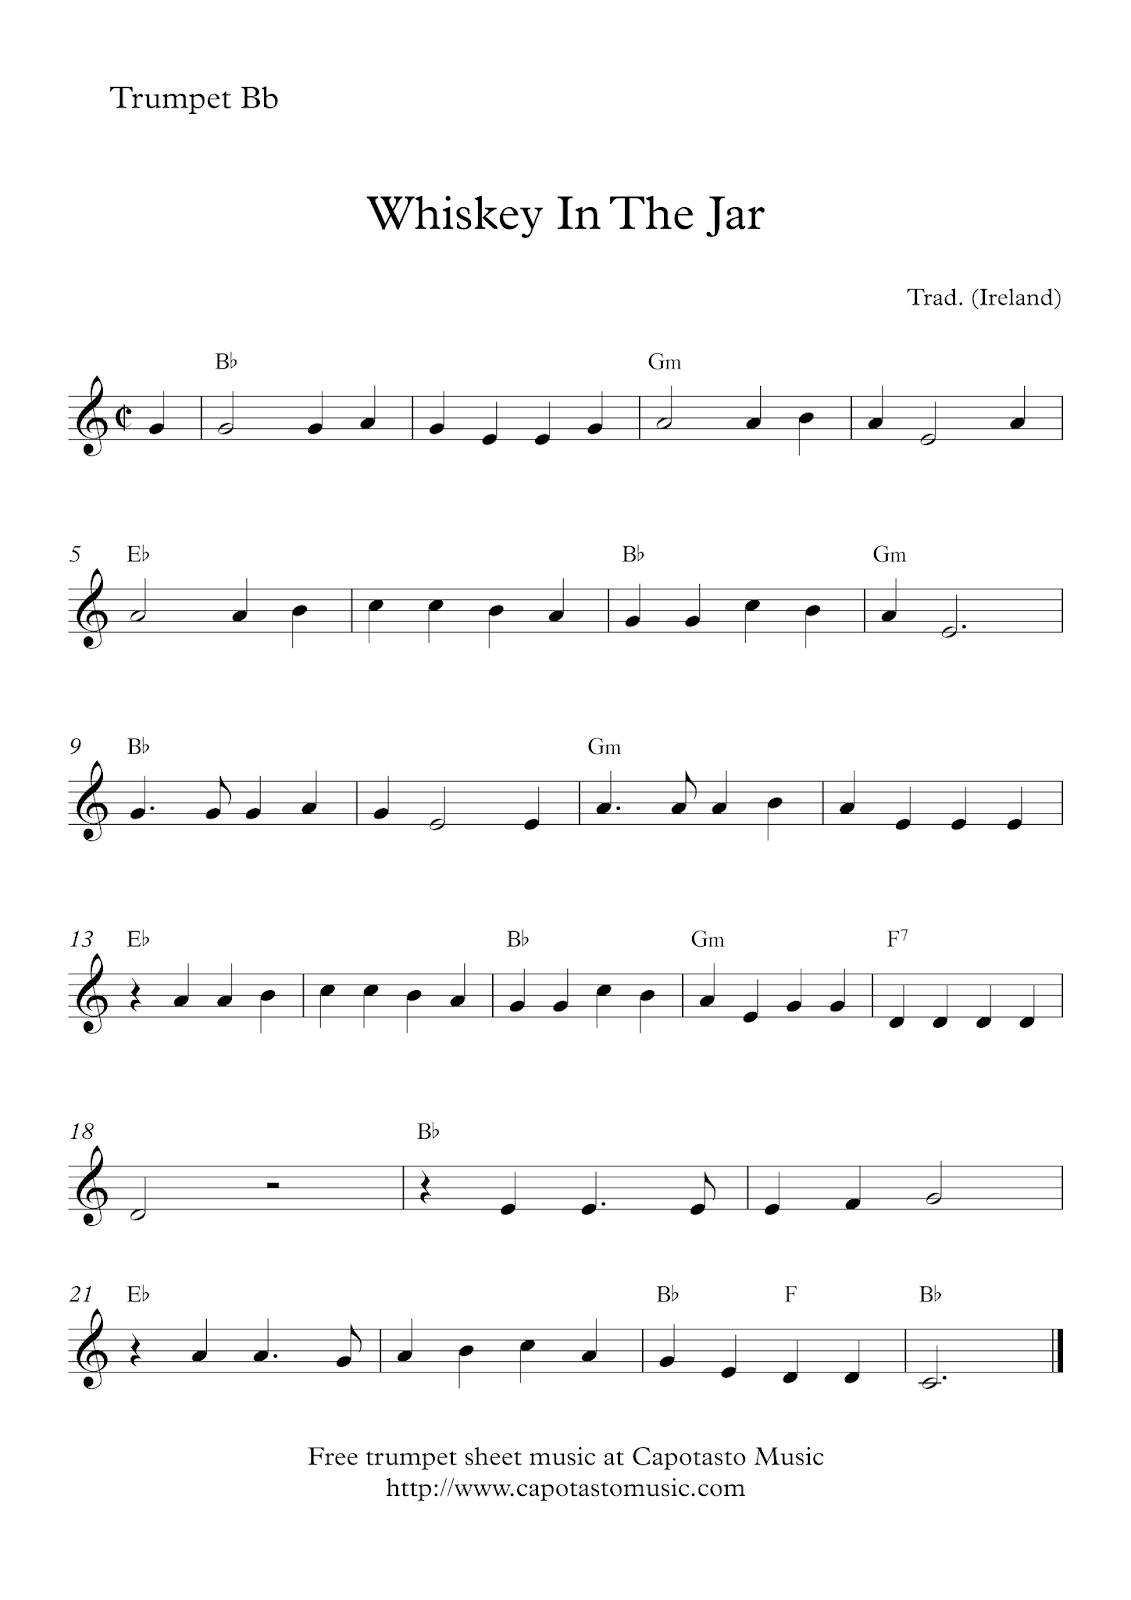 Trumpet Bb
Whiskey In The Jar
Trad. (Ireland)
B♭ Gm
5 E♭ B♭ Gm
9 B♭ Gm
13 E♭ B♭ Gm F7
18 B♭
21 E♭ B♭ F B♭
Free trumpet sheet music at Capotasto Music
http://www.capotastomusic.com